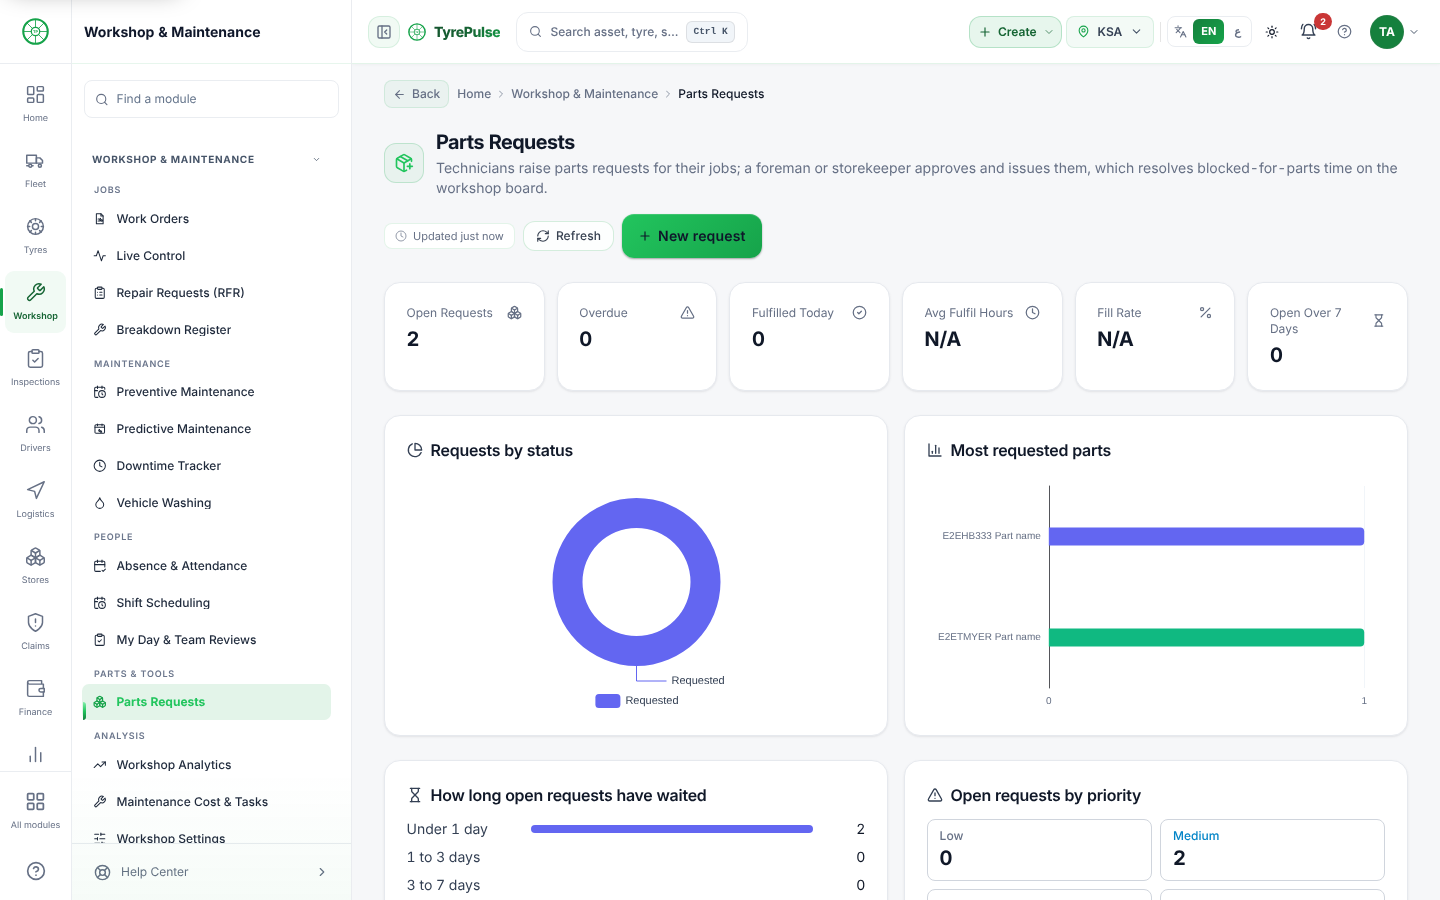 Workshop & Maintenance
TyrePulse
Search asset, tyre, s...
Ctrl K
Create
KSA
EN
ع
2
TA
Home
Fleet
Tyres
Workshop
Inspections
Drivers
Logistics
Stores
Claims
Finance
All modules
Find a module
WORKSHOP & MAINTENANCE
JOBS
Work Orders
Live Control
Repair Requests (RFR)
Breakdown Register
MAINTENANCE
Preventive Maintenance
Predictive Maintenance
Downtime Tracker
Vehicle Washing
PEOPLE
Absence & Attendance
Shift Scheduling
My Day & Team Reviews
PARTS & TOOLS
Parts Requests
ANALYSIS
Workshop Analytics
Maintenance Cost & Tasks
Workshop Settings
Help Center
Back
Home
Workshop & Maintenance
Parts Requests
Parts Requests
Technicians raise parts requests for their jobs; a foreman or storekeeper approves and issues them, which resolves blocked-for-parts time on the
workshop board.
Updated just now
Refresh
New request
Open Requests
2
Overdue
0
Fulfilled Today
0
Avg Fulfil Hours
N/A
Fill Rate
N/A
Open Over 7
Days
0
Requests by status
Requested
Requested
Most requested parts
E2EHB333 Part name
E2ETMYER Part name
0
1
How long open requests have waited
Under 1 day
2
1 to 3 days
0
3 to 7 days
0
Open requests by priority
Low
0
Medium
2